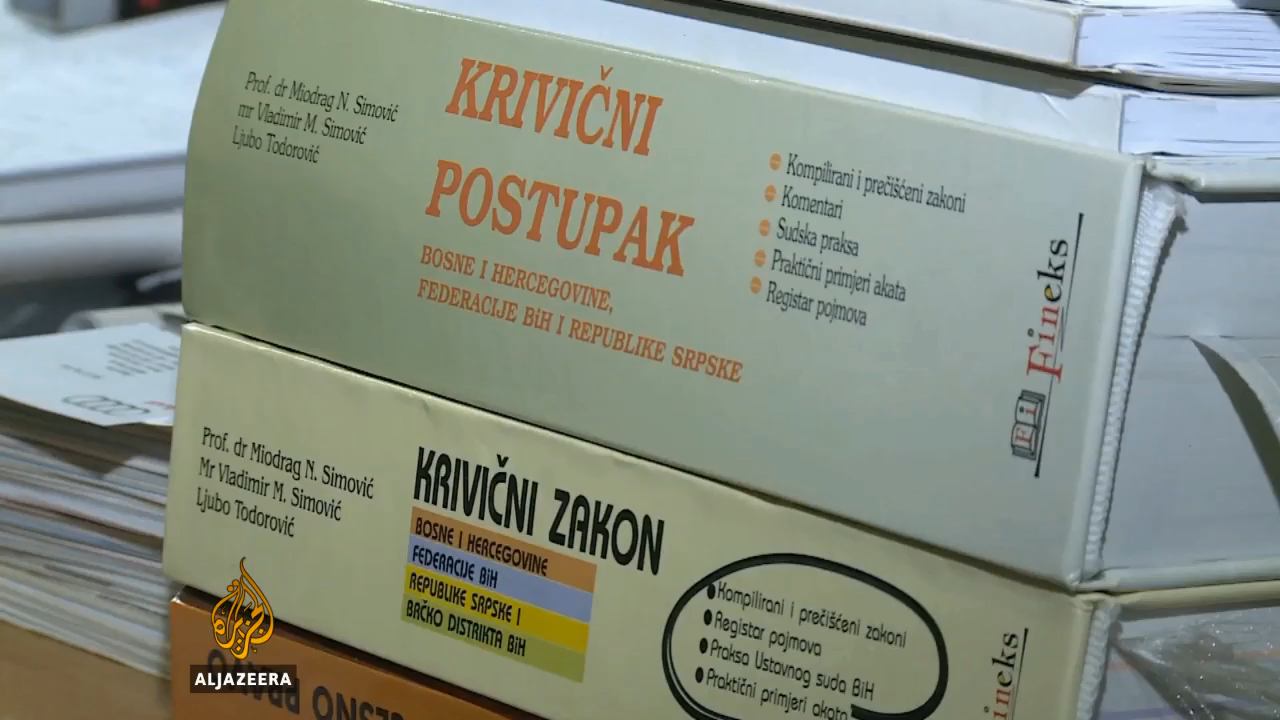 Prof. dr Miodrag N. Simović
mr Vladimir M. Simović
Ljubo Todorović
KRIVIČNI
POSTUPAK
BOSNE I HERCEGOVINE,
FEDERACIJE BiH I REPUBLIKE SRPSKE
Kompilirani i prečišćeni zakoni
Komentari
Sudska praksa
Praktični primjeri akata
Registar pojmova
Fineks
Prof. dr Miodrag N. Simović
Mr Vladimir M. Simović
Ljubo Todorović
KRIVIČNI ZAKON
BOSNE I HERCEGOVINE
FEDERACIJE BiH
REPUBLIKE SRPSKE I
BRČKO DISTRIKTA BiH
Kompilirani i prečišćeni zakoni
Registar pojmova
Praksa Ustavnog suda BiH
Praktični primjeri akata
ineks
ALJAZEERA